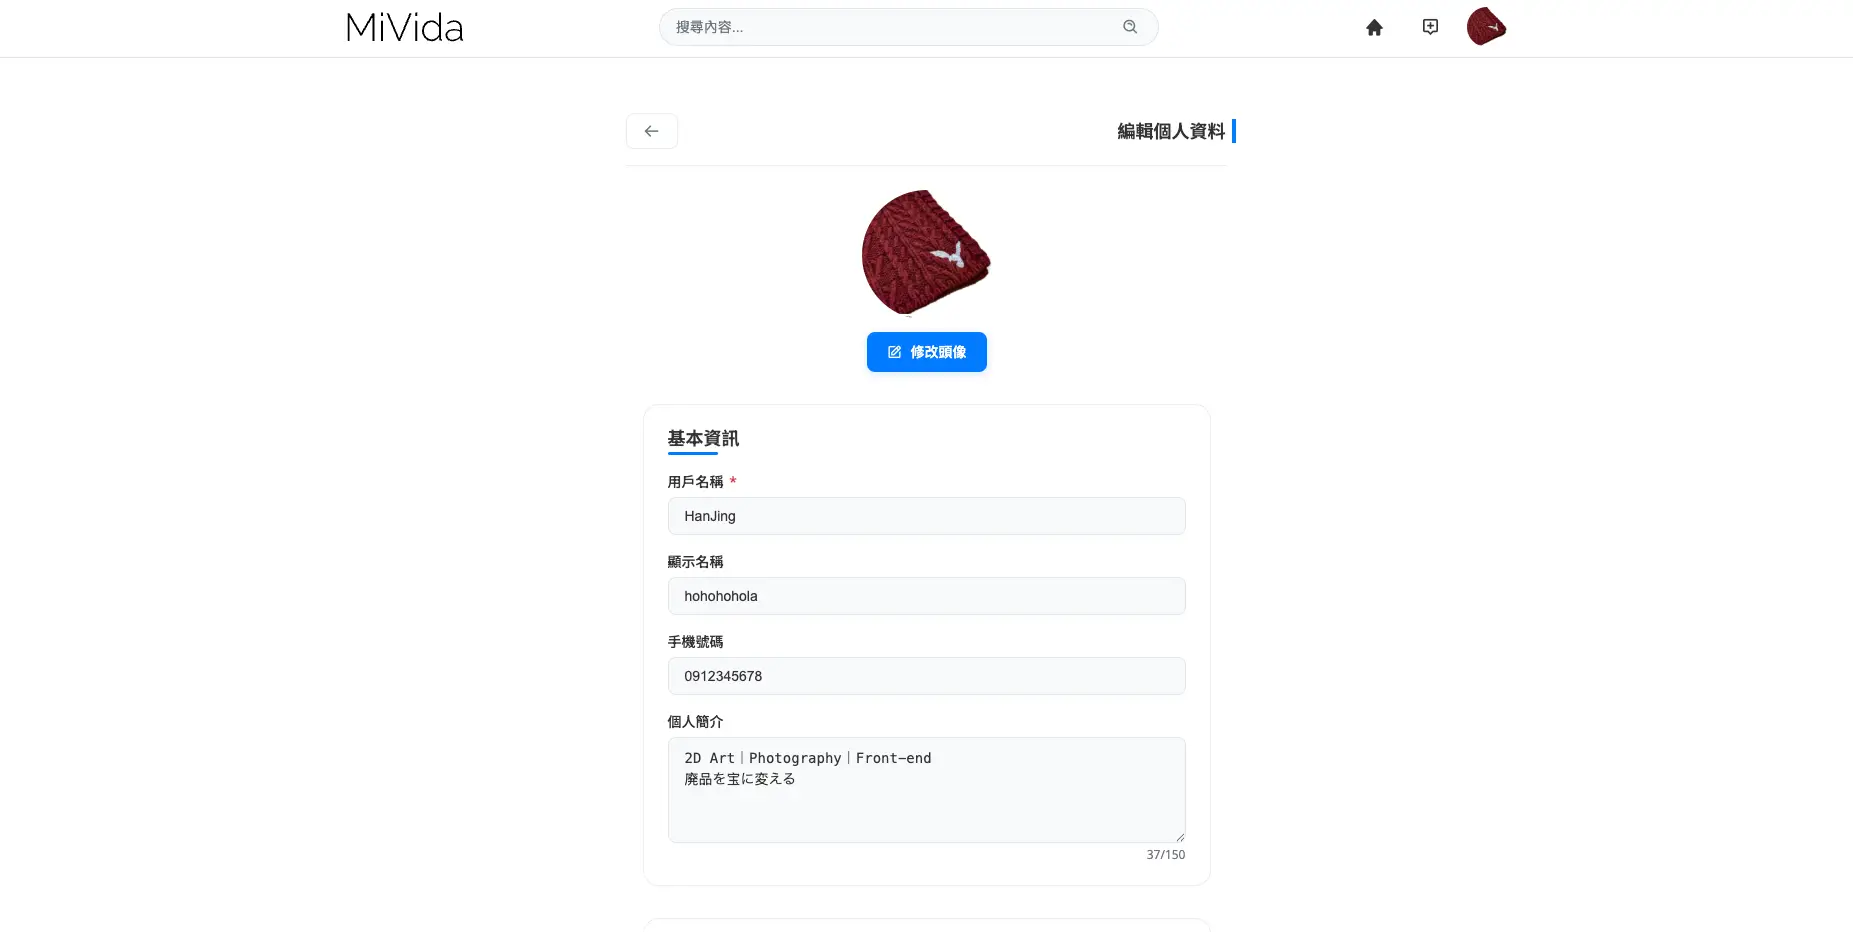 MiVida
搜尋內容...
編輯個人資料
修改頭像
基本資訊
用戶名稱 *
HanJing
顯示名稱
hohohohola
手機號碼
0912345678
個人簡介
2D Art｜Photography｜Front-end
廃品を宝に変える
37/150